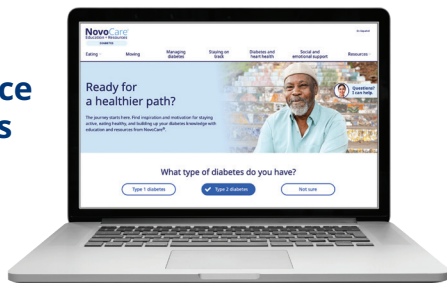 ce
s
NovoCare®
Education + Resources
DIABETES
En Español
Eating
Moving
Managing
diabetes
Staying on
track
Diabetes and
heart health
Social and
emotional support
Resources
Ready for
a healthier path?
The journey starts here. Find inspiration and motivation for staying
active, eating healthy, and building up your diabetes knowledge with
education and resources from NovoCare®.
Questions?
I can help.
What type of diabetes do you have?
Type 1 diabetes
Type 2 diabetes
Not sure